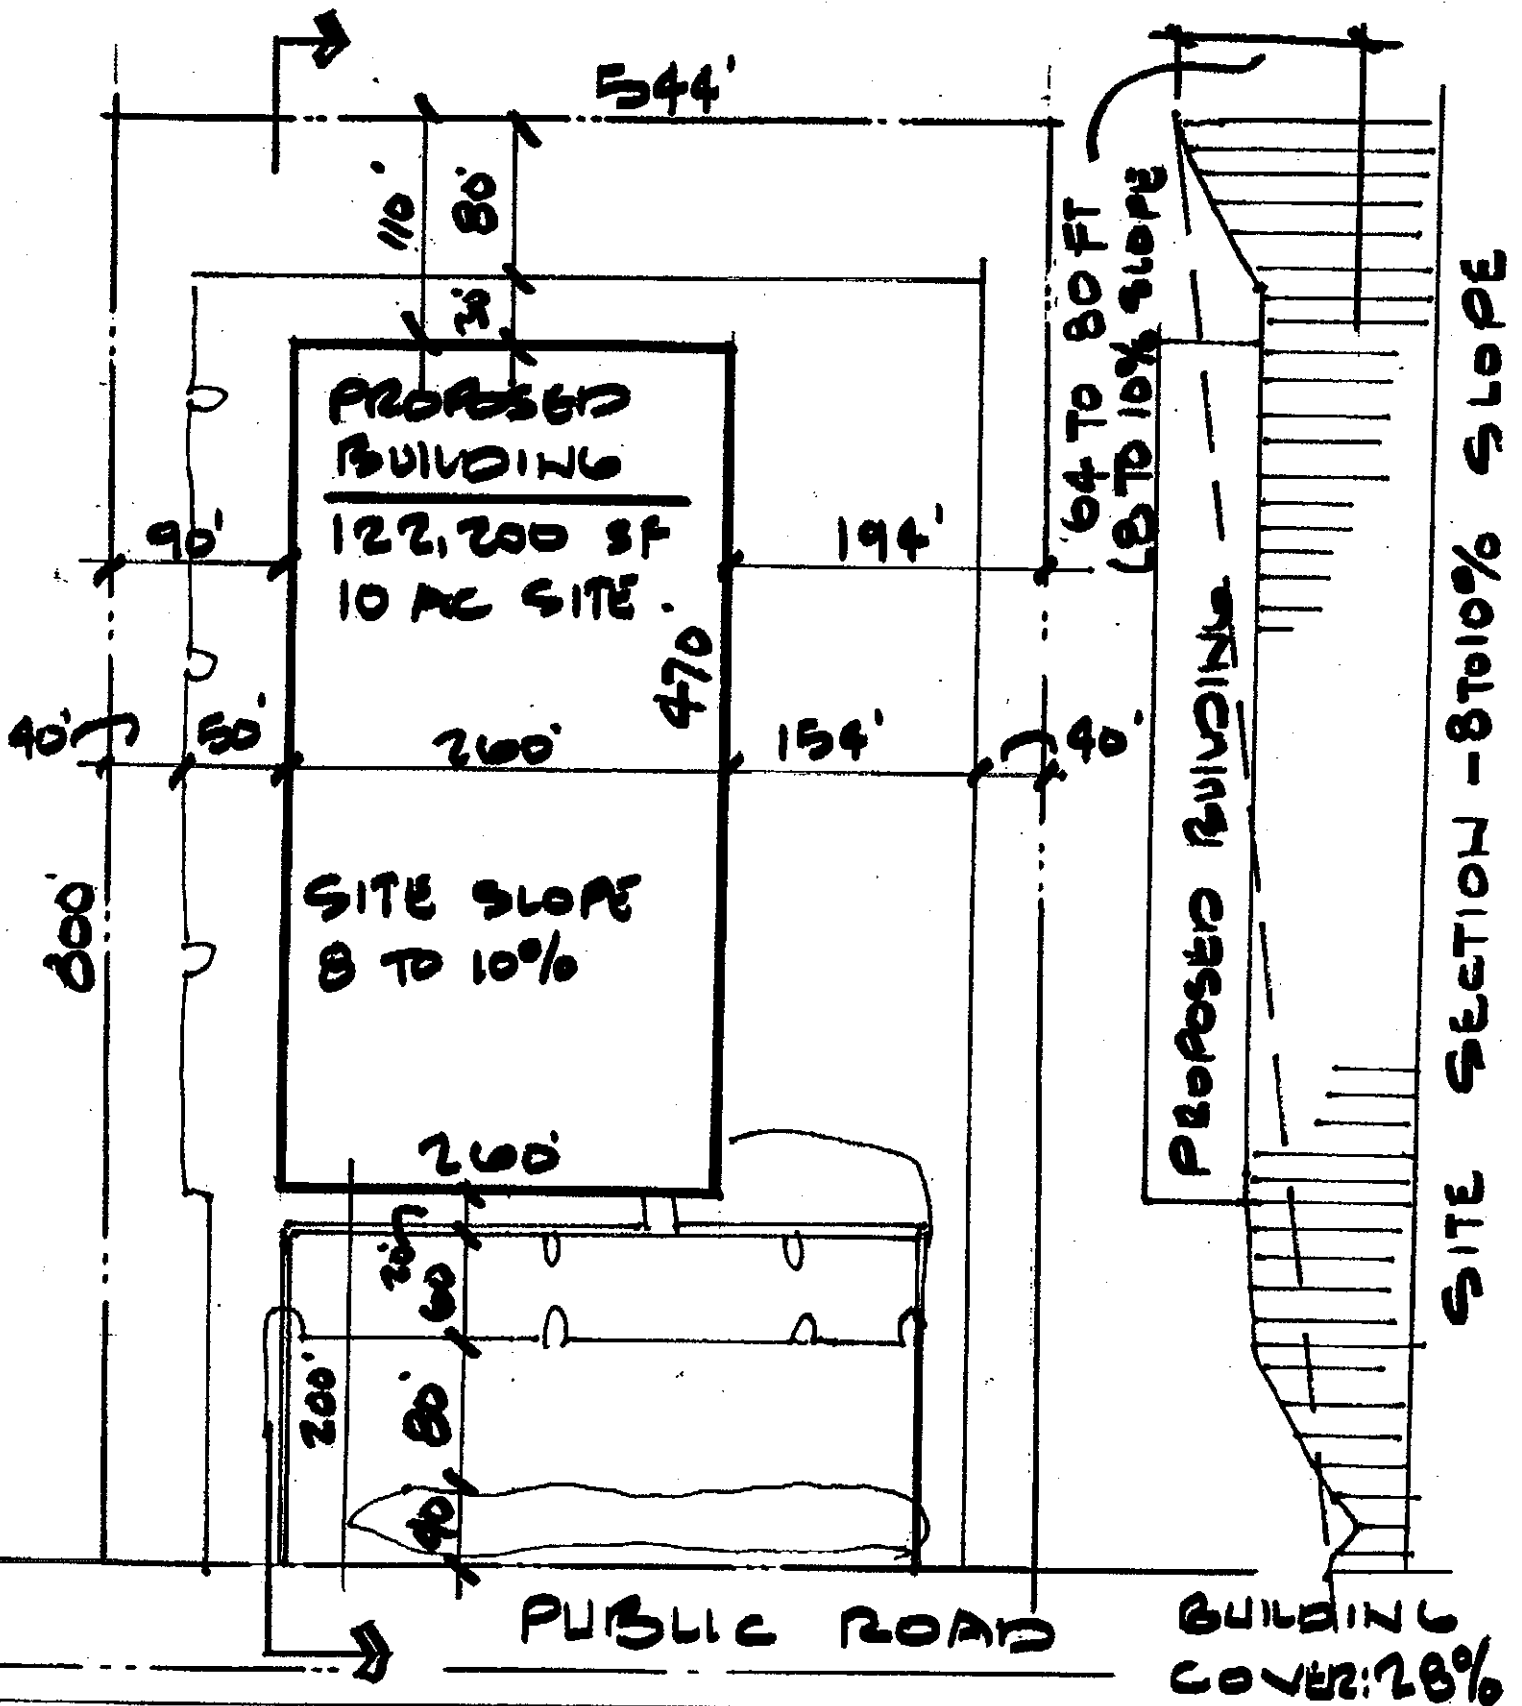 544'
110'
80'
30'
PROPOSED
BUILDING
122,200 SF
10 AC SITE
90'
194'
470'
40'
50'
260'
154'
40'
800'
SITE SLOPE
8 TO 10%
260'
20'
60'
200'
80'
40'
PUBLIC ROAD
64 TO 80 FT
(8 TO 10% SLOPE
PROPOSED BUILDING
SITE SECTION - 8 TO 10% SLOPE
BUILDING
COVER: 28%